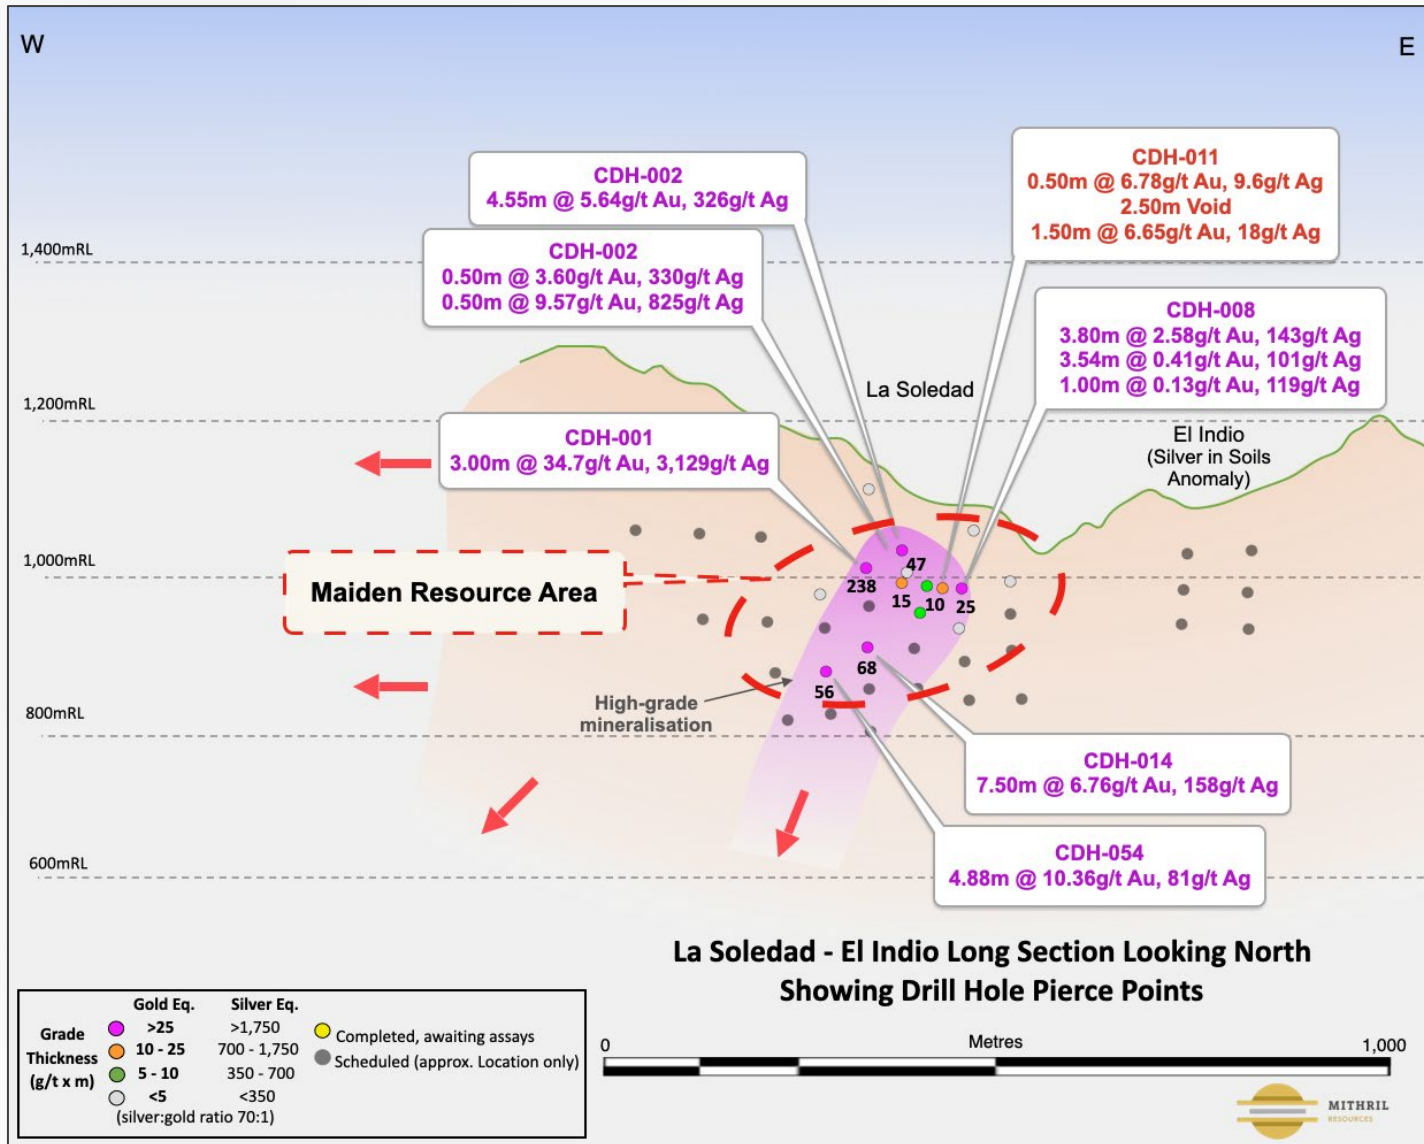 W
E
CDH-002
4.55m @ 5.64g/t Au, 326g/t Ag
CDH-011
0.50m @ 6.78g/t Au, 9.6g/t Ag
2.50m Void
1.50m @ 6.65g/t Au, 18g/t Ag
1,400mRL
CDH-002
0.50m @ 3.60g/t Au, 330g/t Ag
0.50m @ 9.57g/t Au, 825g/t Ag
CDH-008
3.80m @ 2.58g/t Au, 143g/t Ag
3.54m @ 0.41g/t Au, 101g/t Ag
1.00m @ 0.13g/t Au, 119g/t Ag
La Soledad
1,200mRL
CDH-001
3.00m @ 34.7g/t Au, 3,129g/t Ag
El Indio
(Silver in Soils
Anomaly)
1,000mRL
Maiden Resource Area
47
238
15
10
25
68
56
High-grade
mineralisation
800mRL
CDH-014
7.50m @ 6.76g/t Au, 158g/t Ag
600mRL
CDH-054
4.88m @ 10.36g/t Au, 81g/t Ag
La Soledad - El Indio Long Section Looking North
Showing Drill Hole Pierce Points
Grade
Thickness
(g/t x m)
Gold Eq. Silver Eq.
>25 >1,750
10 - 25 700 - 1,750
5 - 10 350 - 700
<5 <350
(silver:gold ratio 70:1)
Completed, awaiting assays
Scheduled (approx. Location only)
0 Metres 1,000
MITHRIL
RESOURCES